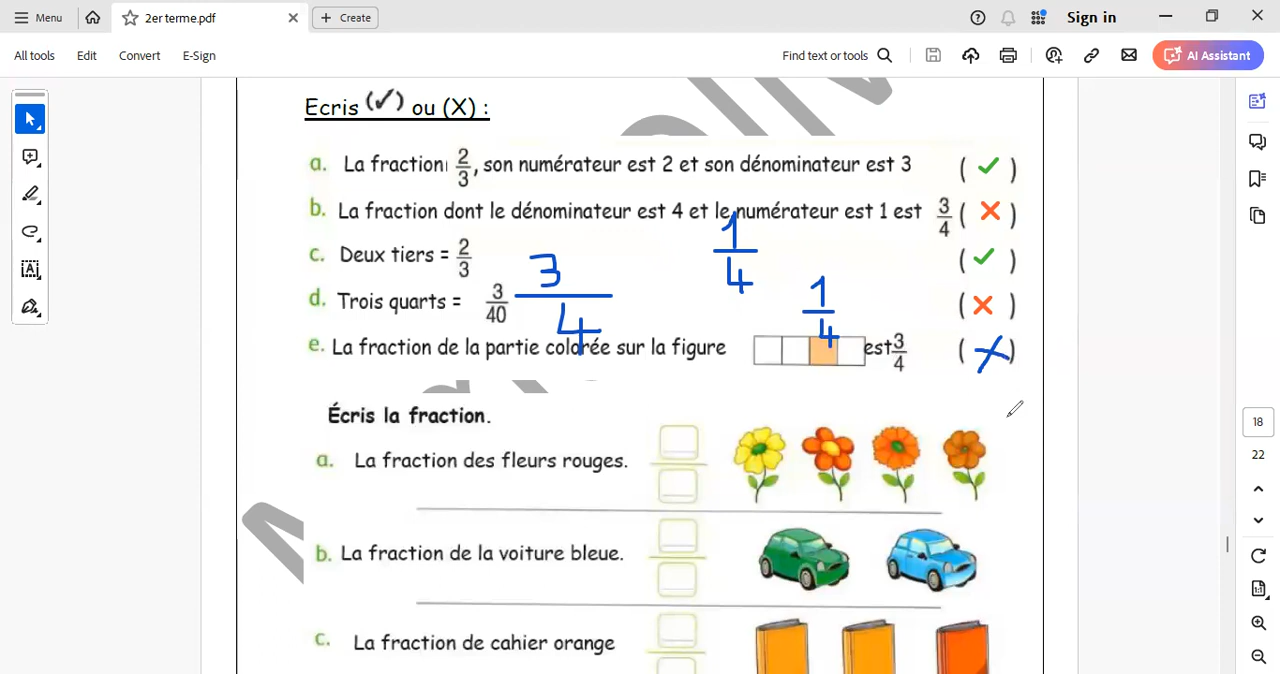 Menu 2er terme.pdf Create Sign in
All tools Edit Convert E-Sign Find text or tools AI Assistant
Ecris (✓) ou (X) :
a. La fraction 2/3, son numérateur est 2 et son dénominateur est 3 (✓)
b. La fraction dont le dénominateur est 4 et le numérateur est 1 est 3/4 (X)
1/4
c. Deux tiers = 2/3 (✓)
d. Trois quarts = 3/40 3/4 (X)
1/4
e. La fraction de la partie colorée sur la figure est 3/4 (X)
Écris la fraction.
a. La fraction des fleurs rouges.
b. La fraction de la voiture bleue.
c. La fraction de cahier orange
18
22